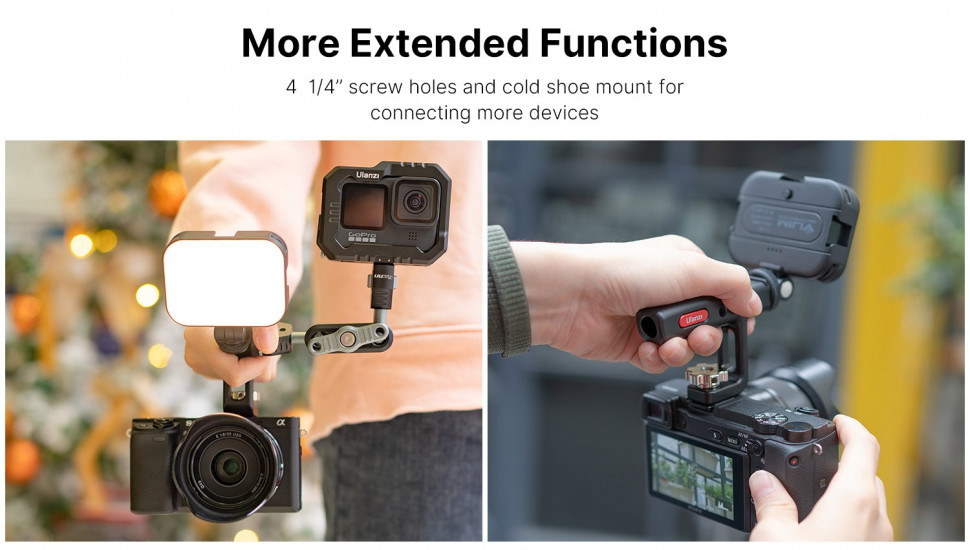 More Extended Functions
4 1/4” screw holes and cold shoe mount for
connecting more devices
Ulanzi
GoPro
α
Ulanzi
VIJIM